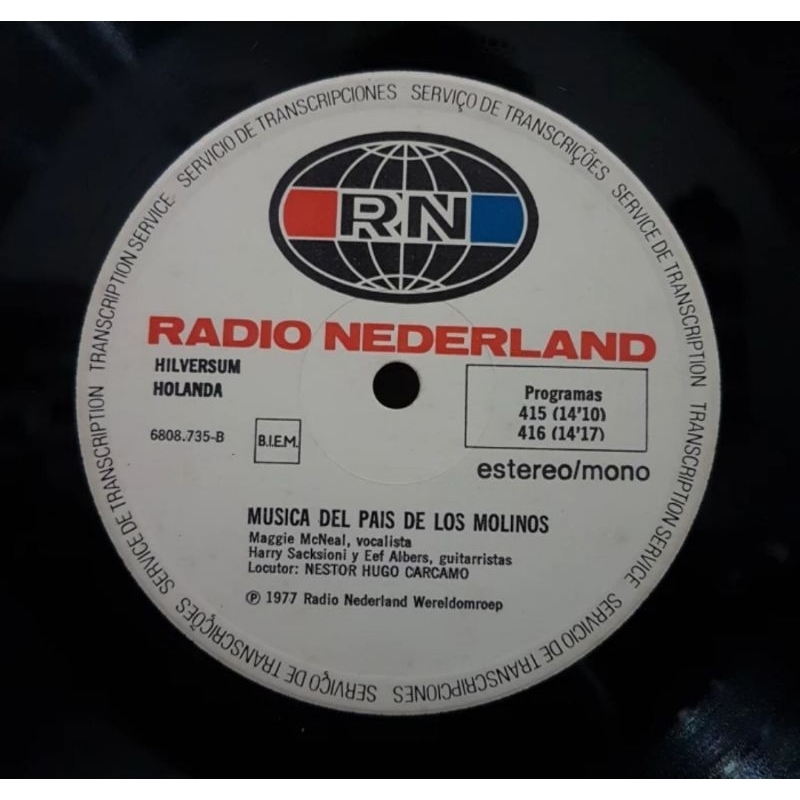 SERVICIO DE TRANSCRIPCIONES SERVIÇO DE TRANSCRIÇÕES SERVICE DE TRANSCRIPTION TRANSCRIPTION SERVICE SERVICIO DE TRANSCRIPCIONES SERVIÇO DE TRANSCRIÇÕES SERVICE DE TRANSCRIPTION TRANSCRIPTION SERVICE
RN
RADIO NEDERLAND
HILVERSUM
HOLANDA
6808.735-B
B.I.E.M.
Programas
415 (14'10)
416 (14'17)
estereo/mono
MUSICA DEL PAIS DE LOS MOLINOS
Maggie McNeal, vocalista
Harry Sacksioni y Eef Albers, guitarristas
Locutor: NESTOR HUGO CARCAMO
℗ 1977 Radio Nederland Wereldomroep